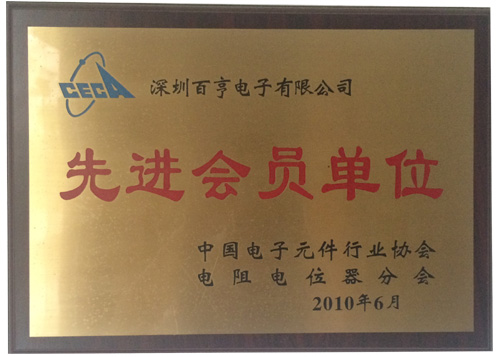 CECA
深圳百亨电子有限公司
先进会员单位
中国电子元件行业协会
电阻电位器分会
2010年6月